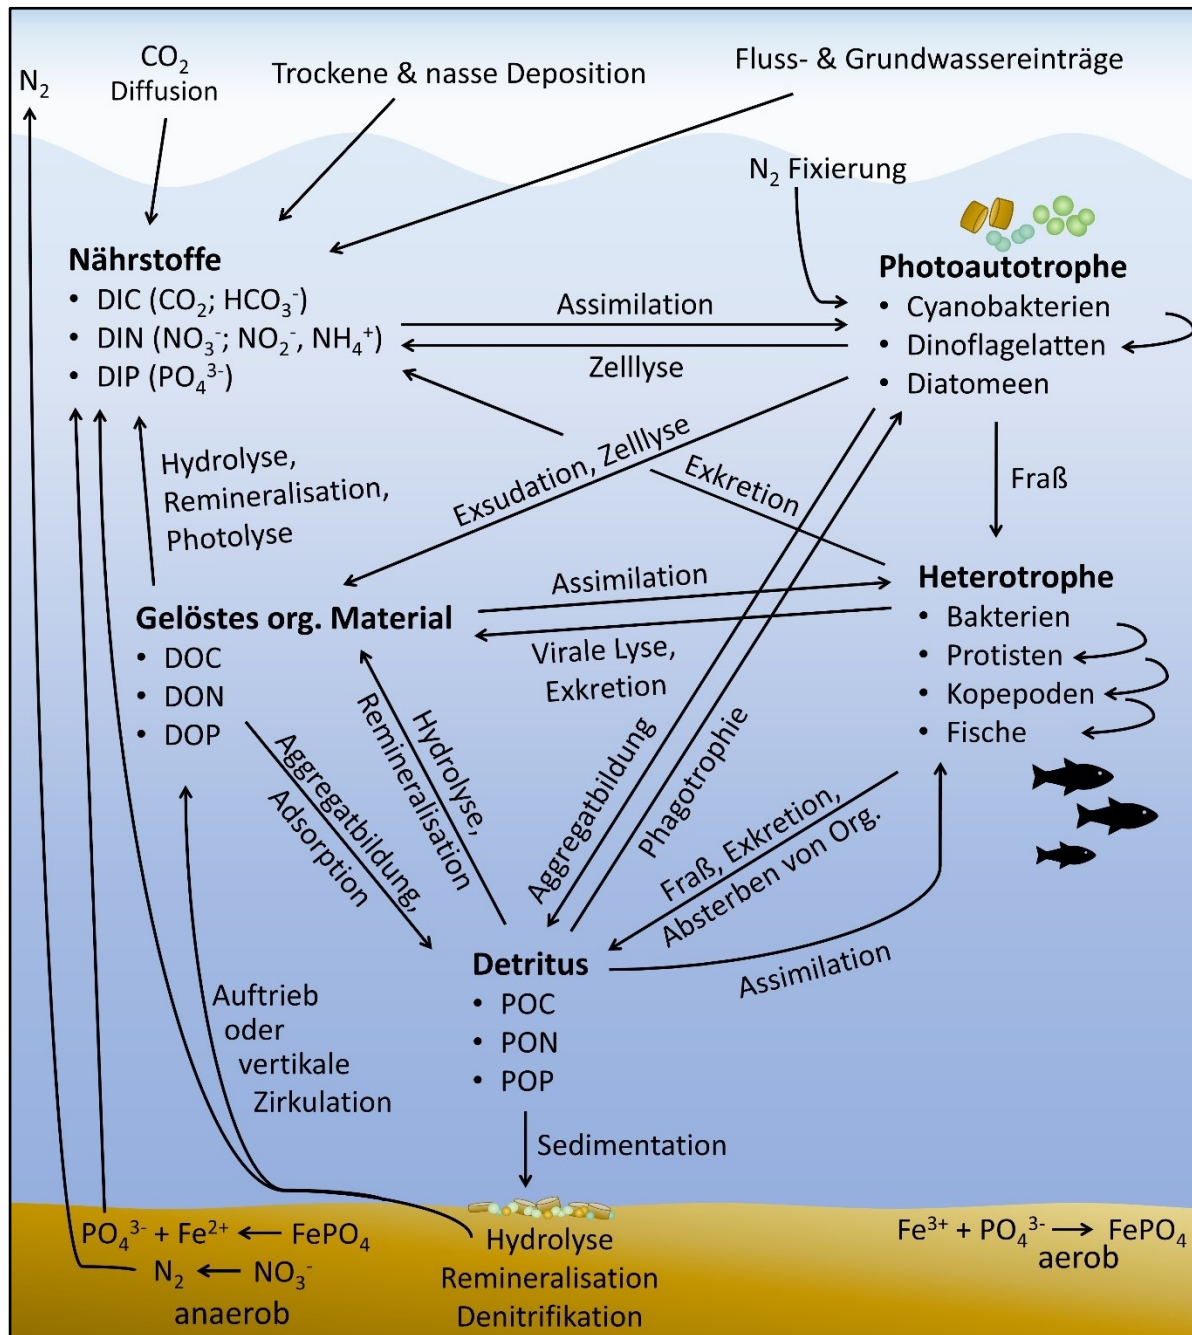 N₂
CO₂
Diffusion
Trockene & nasse Deposition
Fluss- & Grundwassereinträge
N₂ Fixierung
Nährstoffe
• DIC (CO₂; HCO₃⁻)
• DIN (NO₃⁻; NO₂⁻, NH₄⁺)
• DIP (PO₄³⁻)
Assimilation
Zelllyse
Photoautotrophe
• Cyanobakterien
• Dinoflagelatten
• Diatomeen
Hydrolyse,
Remineralisation,
Photolyse
Exsudation, Zelllyse
Exkretion
Fraß
Gelöstes org. Material
• DOC
• DON
• DOP
Assimilation
Virale Lyse,
Exkretion
Heterotrophe
• Bakterien
• Protisten
• Kopepoden
• Fische
Aggregatbildung,
Adsorption
Hydrolyse,
Remineralisation
Aggregatbildung
Phagotrophie
Fraß, Exkretion,
Absterben von Org.
Assimilation
Detritus
• POC
• PON
• POP
Auftrieb
oder
vertikale
Zirkulation
Sedimentation
PO₄³⁻ + Fe²⁺ ← FePO₄
N₂ ← NO₃⁻
anaerob
Hydrolyse
Remineralisation
Denitrifikation
Fe³⁺ + PO₄³⁻ → FePO₄
aerob